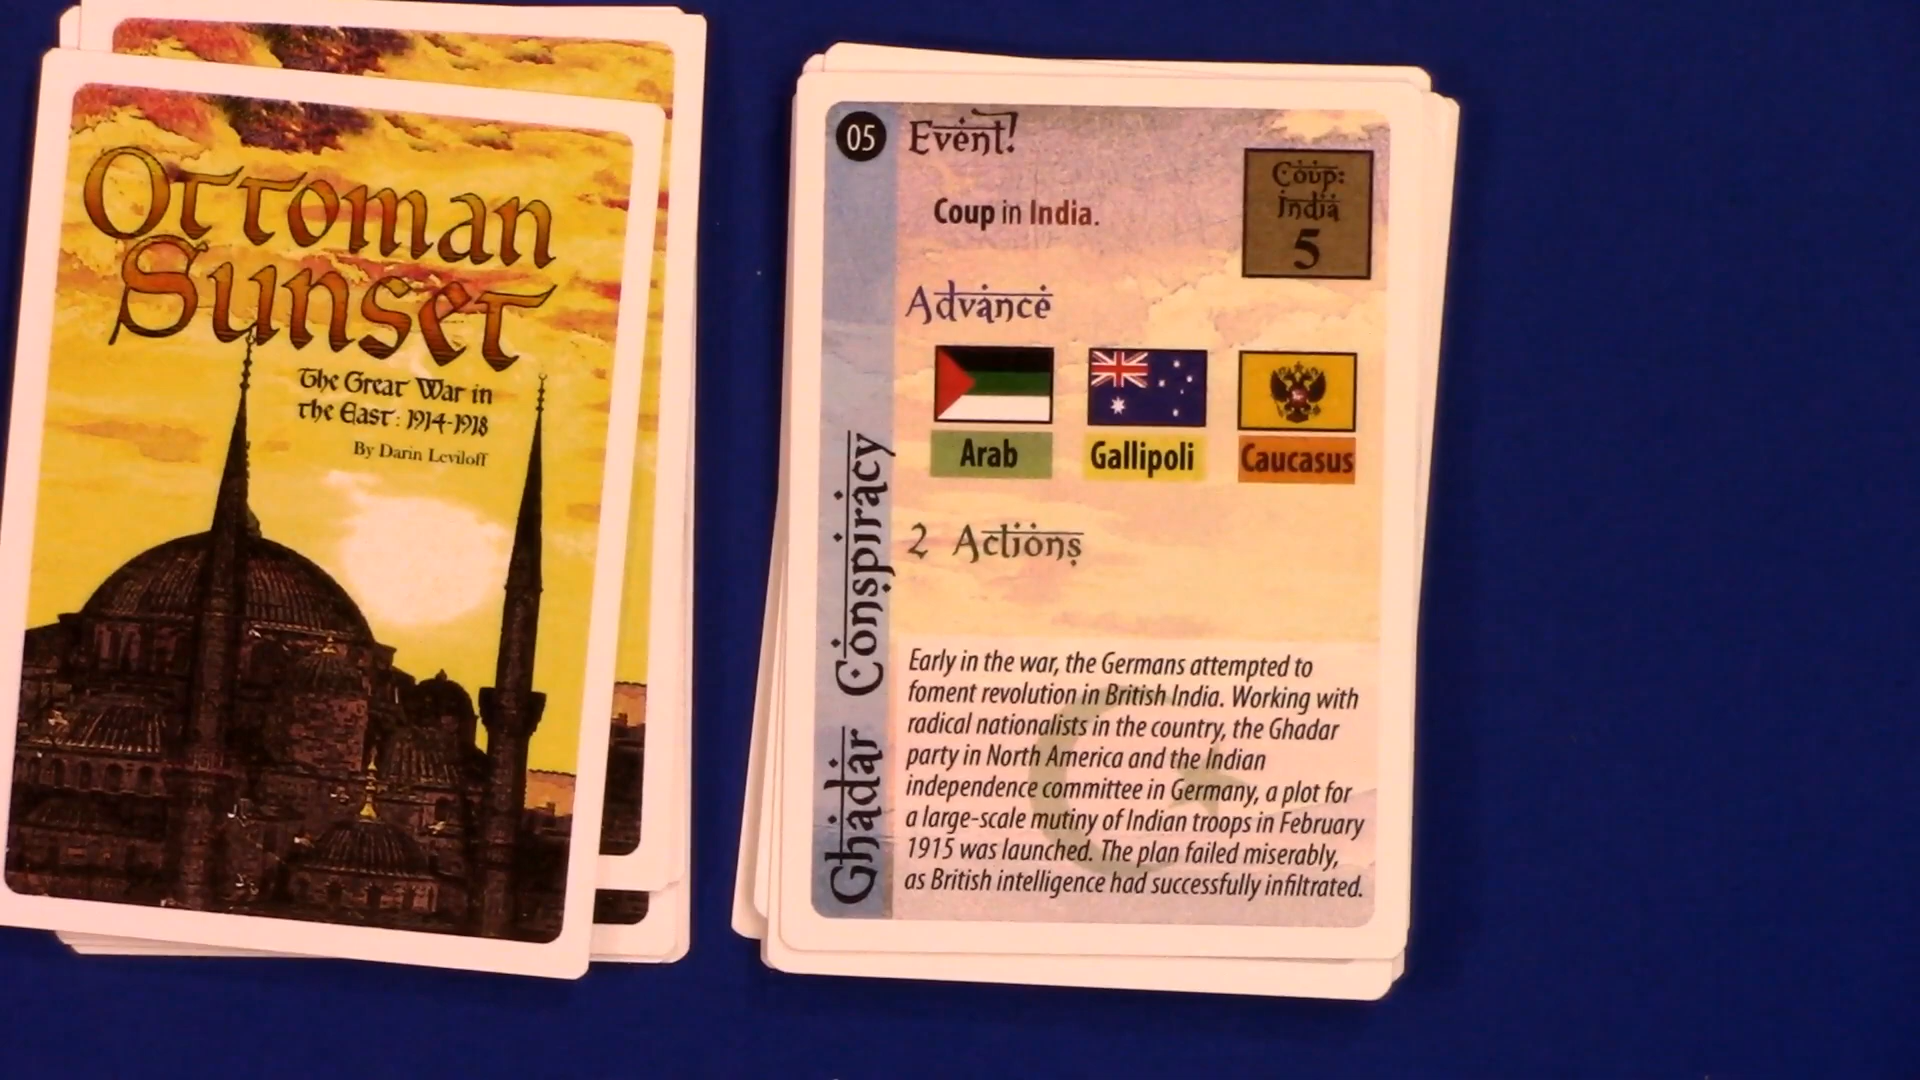 Ottoman
Sunset
The Great War in
the East: 1914-1918
By Darin Leviloff
05
Event!
Coup in India.
Coup:
India
5
Advance
Arab
Gallipoli
Caucasus
2 Actions
Ghadar Conspiracy
Early in the war, the Germans attempted to
foment revolution in British India. Working with
radical nationalists in the country, the Ghadar
party in North America and the Indian
independence committee in Germany, a plot for
a large-scale mutiny of Indian troops in February
1915 was launched. The plan failed miserably,
as British intelligence had successfully infiltrated.